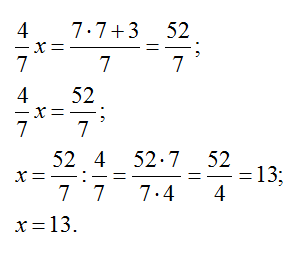 4/7 x = (7·7+3)/7 = 52/7;
4/7 x = 52/7;
x = 52/7 : 4/7 = (52·7)/(7·4) = 52/4 = 13;
x = 13.